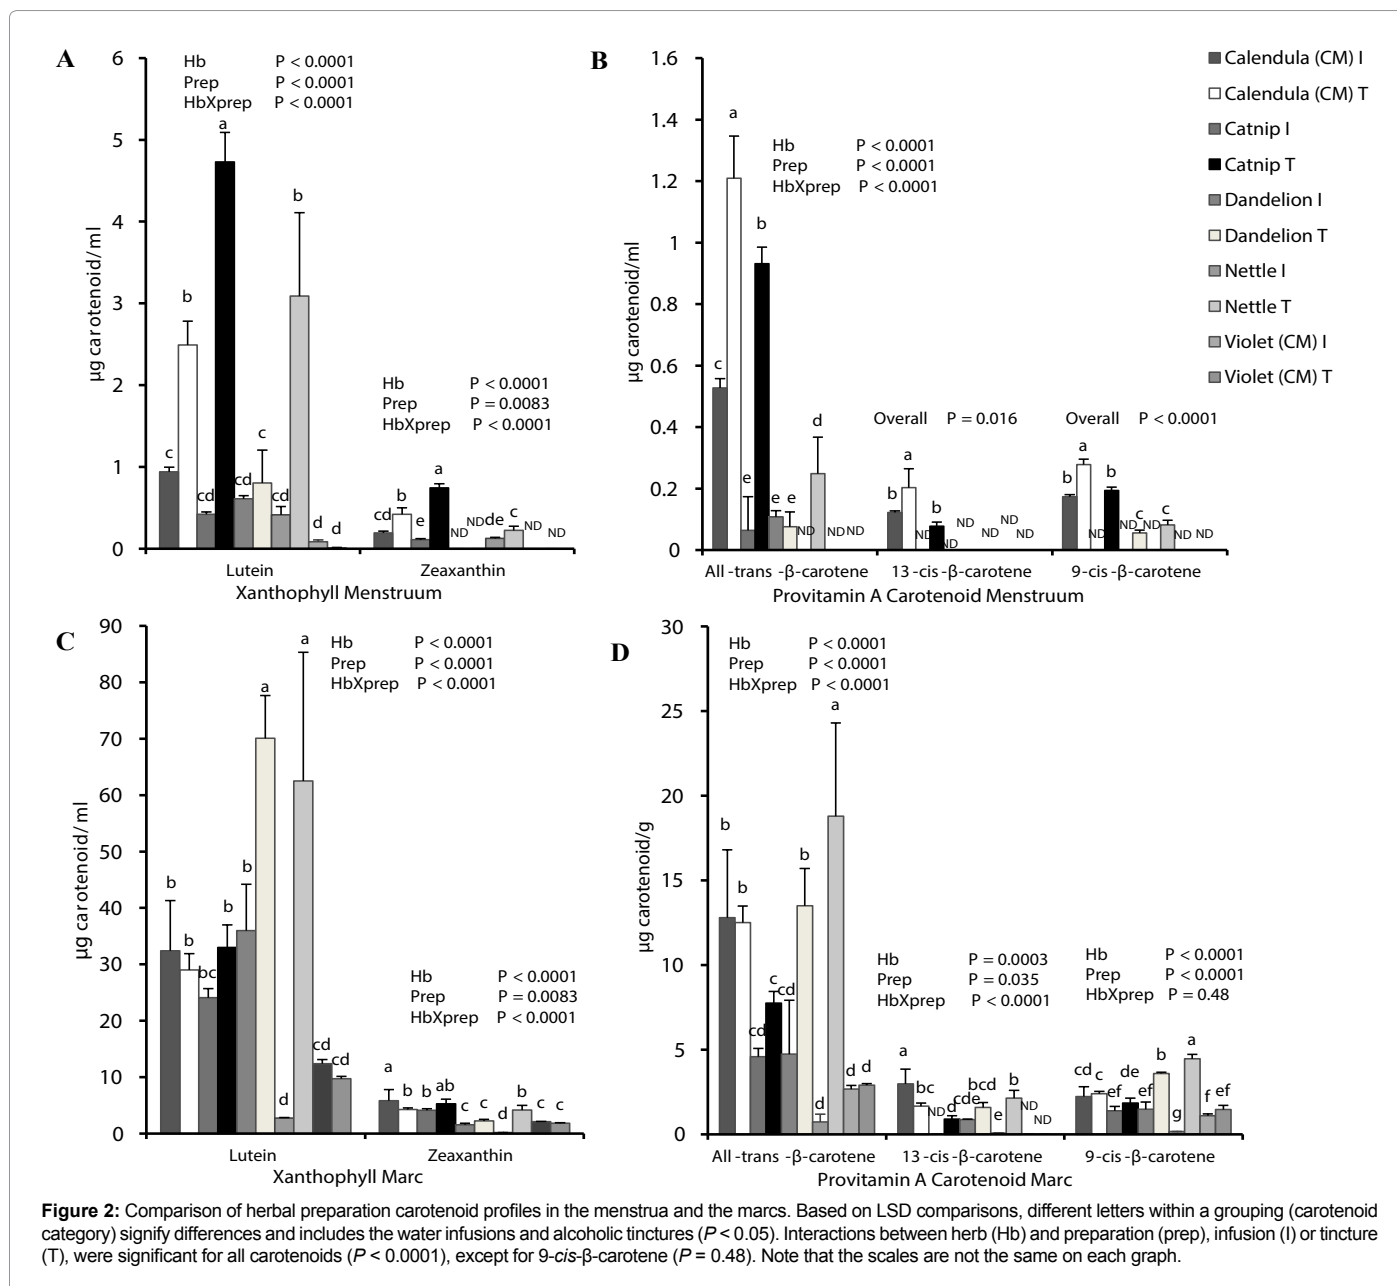 A
Hb P < 0.0001
Prep P < 0.0001
HbXprep P < 0.0001
6
5
4
3
2
1
0
µg carotenoid/ml
c
b
cd
a
cd
c
cd
b
d
d
Hb P < 0.0001
Prep P = 0.0083
HbXprep P < 0.0001
cd
b
e
a
ND
ND
de
c
ND
ND
Lutein
Zeaxanthin
Xanthophyll Menstruum
B
1.6
1.4
1.2
1
0.8
0.6
0.4
0.2
0
µg carotenoid/ml
Hb P < 0.0001
Prep P < 0.0001
HbXprep P < 0.0001
c
a
e
b
e
e
ND
d
ND
ND
Overall P = 0.016
b
a
ND
b
ND
ND
ND
ND
Overall P < 0.0001
b
a
ND
b
ND
c
ND
c
ND
ND
All-trans-β-carotene
13-cis-β-carotene
9-cis-β-carotene
Provitamin A Carotenoid Menstruum
Calendula (CM) I
Calendula (CM) T
Catnip I
Catnip T
Dandelion I
Dandelion T
Nettle I
Nettle T
Violet (CM) I
Violet (CM) T
C
90
80
70
60
50
40
30
20
10
0
µg carotenoid/ml
Hb P < 0.0001
Prep P < 0.0001
HbXprep P < 0.0001
b
b
bc
b
b
a
d
a
cd
cd
Hb P < 0.0001
Prep P = 0.0083
HbXprep P < 0.0001
a
b
b
ab
c
c
d
b
c
c
Lutein
Zeaxanthin
Xanthophyll Marc
D
30
25
20
15
10
5
0
µg carotenoid/g
Hb P < 0.0001
Prep P < 0.0001
HbXprep P < 0.0001
b
b
cd
c
cd
b
d
a
d
d
Hb P = 0.0003
Prep P = 0.035
HbXprep P < 0.0001
a
bc
ND
d
cde
bcd
e
b
ND
ND
Hb P < 0.0001
Prep P < 0.0001
HbXprep P = 0.48
cd
c
ef
de
ef
b
g
a
f
ef
All-trans-β-carotene
13-cis-β-carotene
9-cis-β-carotene
Provitamin A Carotenoid Marc
Figure 2: Comparison of herbal preparation carotenoid profiles in the menstrua and the marcs. Based on LSD comparisons, different letters within a grouping (carotenoid
category) signify differences and includes the water infusions and alcoholic tinctures (P < 0.05). Interactions between herb (Hb) and preparation (prep), infusion (I) or tincture
(T), were significant for all carotenoids (P < 0.0001), except for 9-cis-β-carotene (P = 0.48). Note that the scales are not the same on each graph.